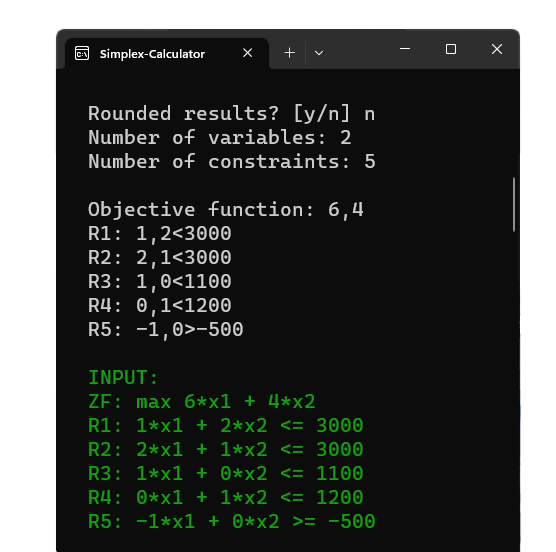 Simplex-Calculator
Rounded results? [y/n] n
Number of variables: 2
Number of constraints: 5
Objective function: 6,4
R1: 1,2<3000
R2: 2,1<3000
R3: 1,0<1100
R4: 0,1<1200
R5: -1,0>-500
INPUT:
ZF: max 6*x1 + 4*x2
R1: 1*x1 + 2*x2 <= 3000
R2: 2*x1 + 1*x2 <= 3000
R3: 1*x1 + 0*x2 <= 1100
R4: 0*x1 + 1*x2 <= 1200
R5: -1*x1 + 0*x2 >= -500